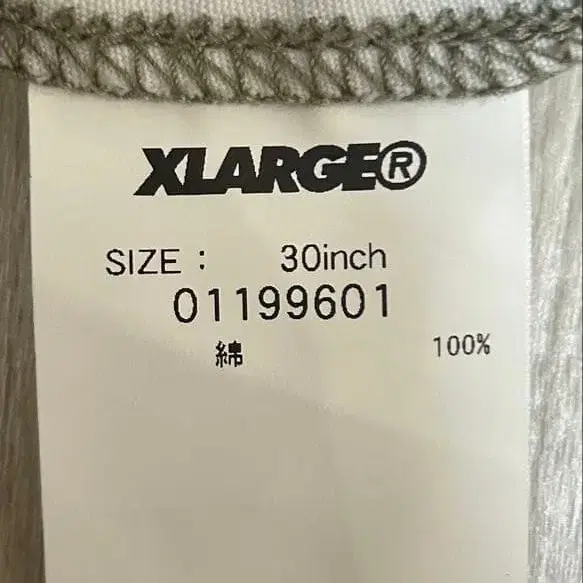 XLARGE®
SIZE : 30inch
01199601
綿 100%